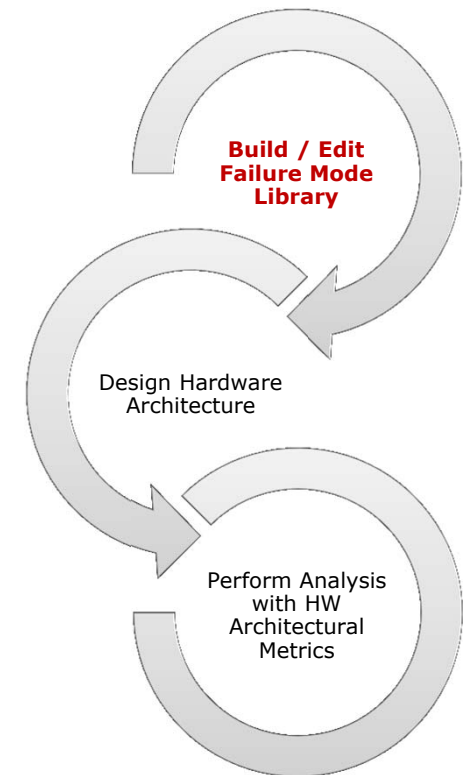 Build / Edit
Failure Mode
Library
Design Hardware
Architecture
Perform Analysis
with HW
Architectural
Metrics